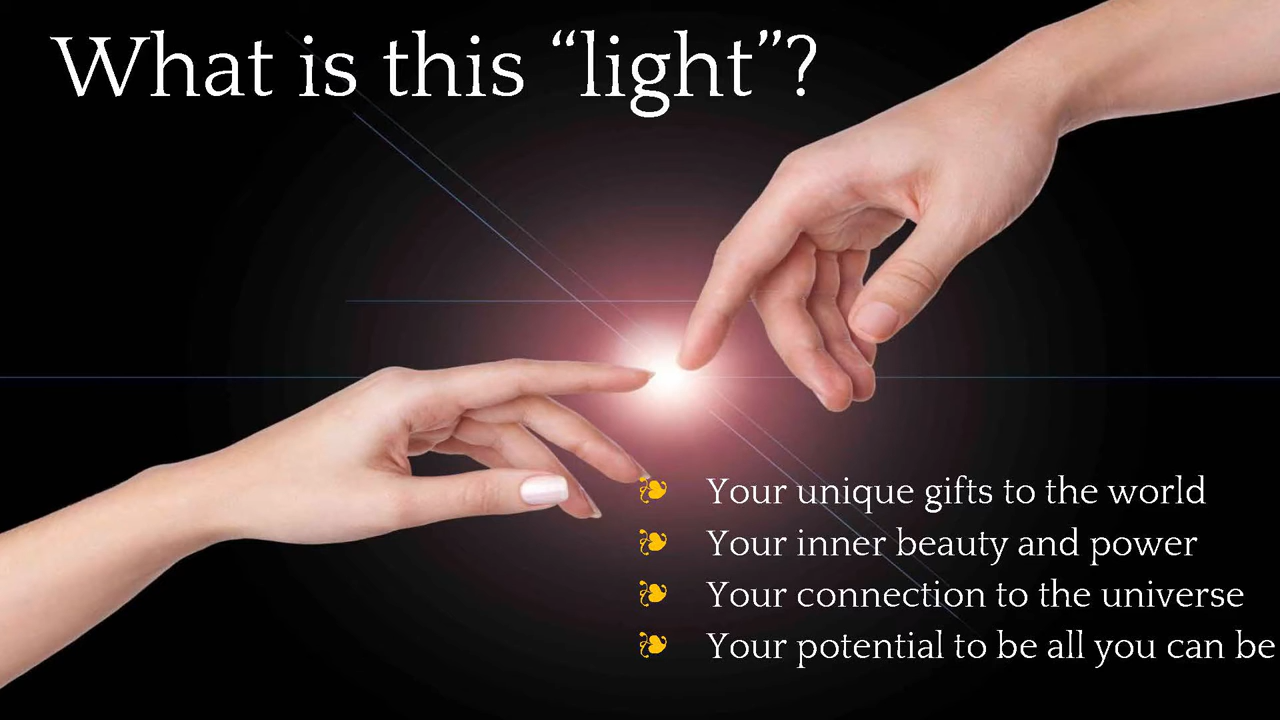 What is this “light”?
Your unique gifts to the world
Your inner beauty and power
Your connection to the universe
Your potential to be all you can be